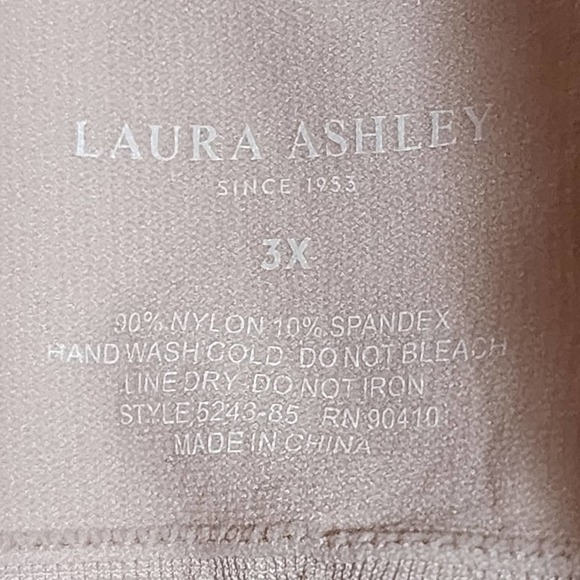 LAURA ASHLEY
SINCE 1953
3X
90% NYLON 10% SPANDEX
HAND WASH COLD DO NOT BLEACH
LINE DRY DO NOT IRON
STYLE 5243-85 RN 90410
MADE IN CHINA